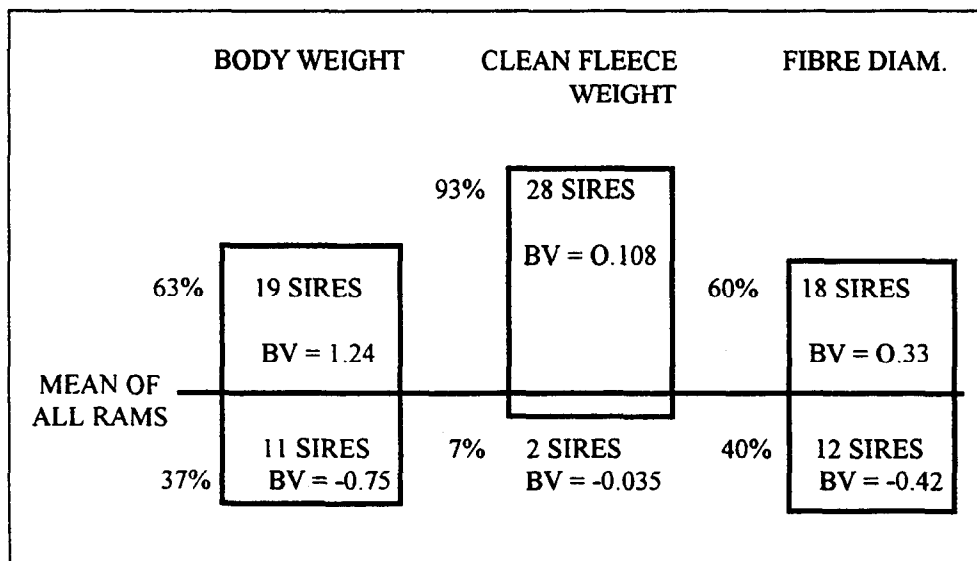 BODY WEIGHT
CLEAN FLEECE
WEIGHT
FIBRE DIAM.
93%
28 SIRES
BV = O.108
63%
19 SIRES
BV = 1.24
60%
18 SIRES
BV = O.33
MEAN OF
ALL RAMS
37%
11 SIRES
BV = -0.75
7%
2 SIRES
BV = -0.035
40%
12 SIRES
BV = -0.42